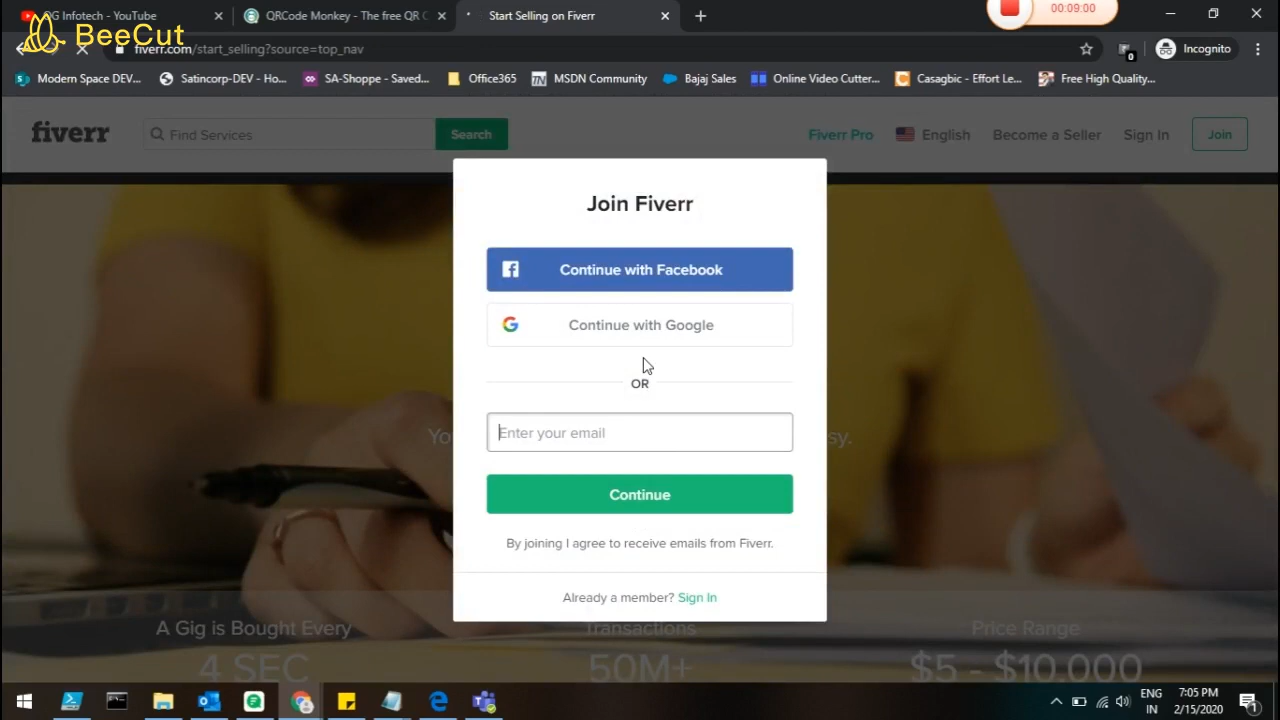 BeeCut
QG Infotech - YouTube
QRCode Monkey - The free QR C
Start Selling on Fiverr
00:09:00
fiverr.com/start_selling?source=top_nav
0
Incognito
Modern Space DEV...
Satincorp-DEV - Ho...
SA-Shoppe - Saved...
Office365
MSDN Community
Bajaj Sales
Online Video Cutter...
Casagbic - Effort Le...
Free High Quality...
fiverr
Find Services
Search
Fiverr Pro
English
Become a Seller
Sign In
Join
Join Fiverr
Continue with Facebook
Continue with Google
OR
Enter your email
Continue
By joining I agree to receive emails from Fiverr.
Already a member? Sign In
A Gig is Bought Every
4 SEC
Transactions
50M+
Price Range
$5 - $10,000
ENG
IN
7:05 PM
2/15/2020
1